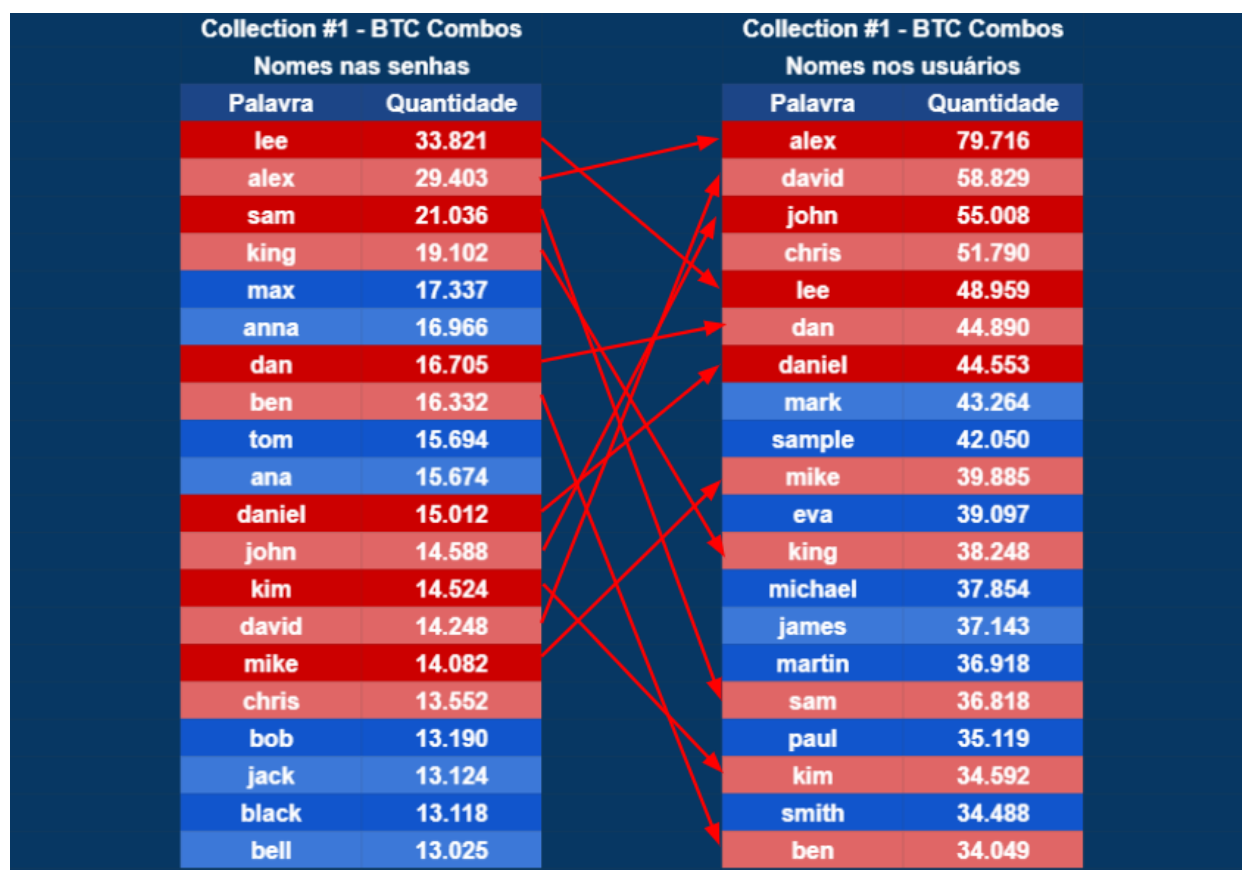 Collection #1 - BTC Combos
Nomes nas senhas
Palavra Quantidade
lee 33.821
alex 29.403
sam 21.036
king 19.102
max 17.337
anna 16.966
dan 16.705
ben 16.332
tom 15.694
ana 15.674
daniel 15.012
john 14.588
kim 14.524
david 14.248
mike 14.082
chris 13.552
bob 13.190
jack 13.124
black 13.118
bell 13.025
Collection #1 - BTC Combos
Nomes nos usuários
Palavra Quantidade
alex 79.716
david 58.829
john 55.008
chris 51.790
lee 48.959
dan 44.890
daniel 44.553
mark 43.264
sample 42.050
mike 39.885
eva 39.097
king 38.248
michael 37.854
james 37.143
martin 36.918
sam 36.818
paul 35.119
kim 34.592
smith 34.488
ben 34.049